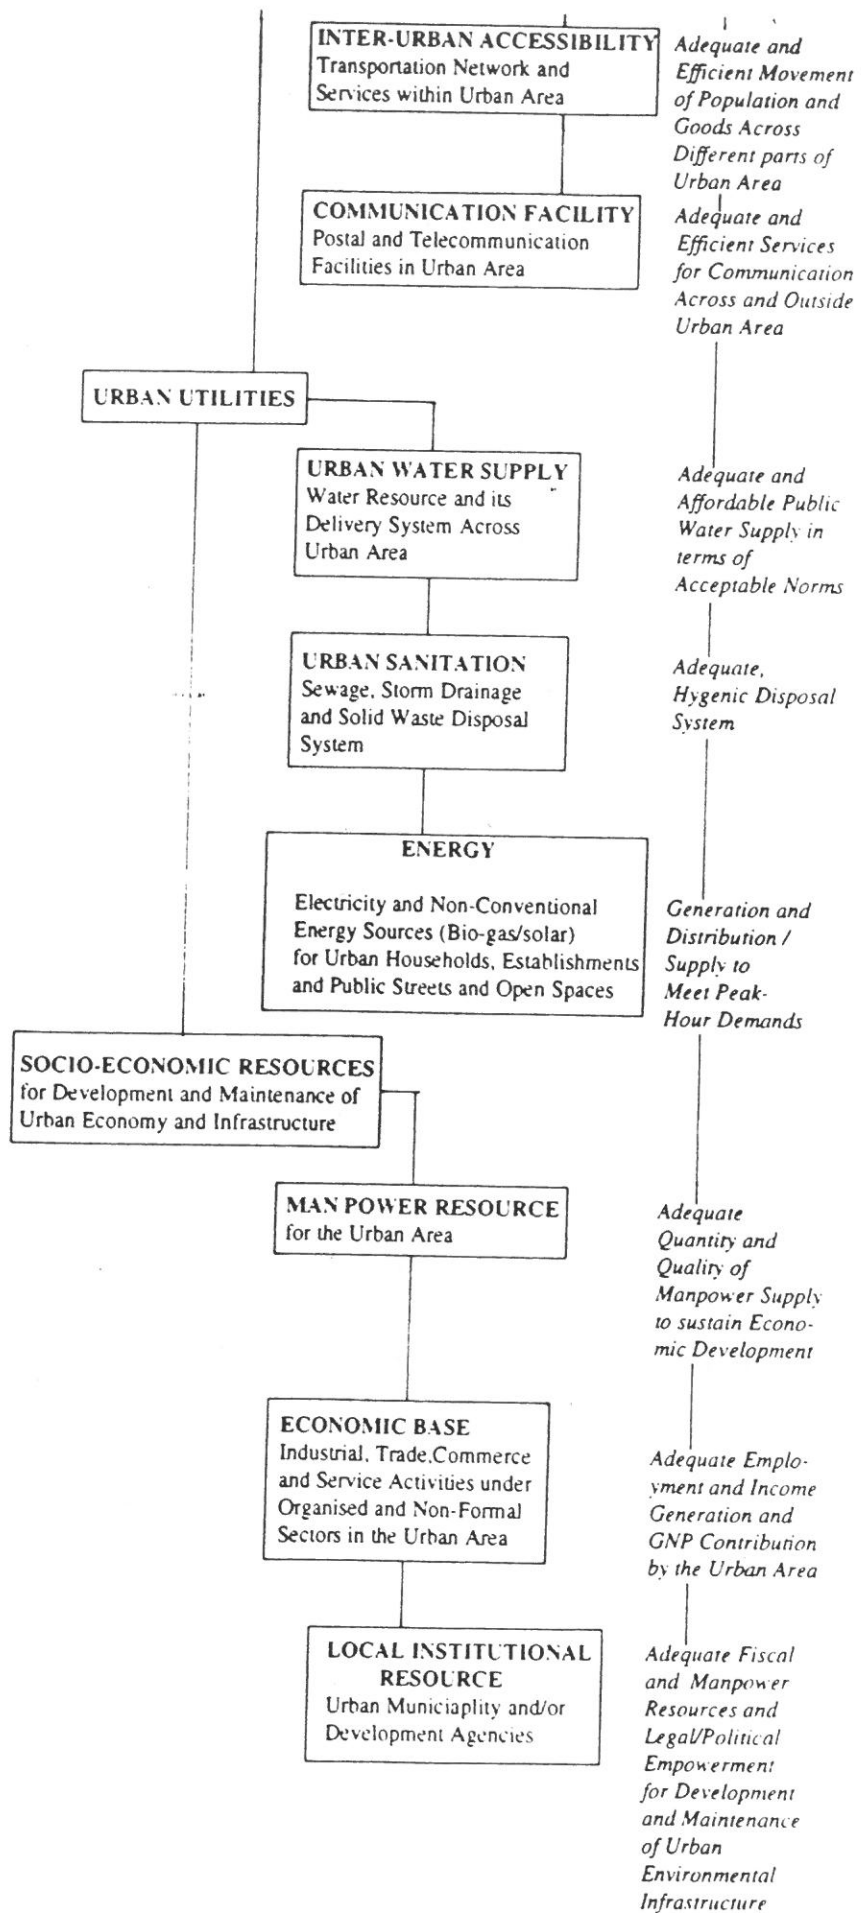 INTER-URBAN ACCESSIBILITY
Transportation Network and
Services within Urban Area
Adequate and
Efficient Movement
of Population and
Goods Across
Different parts of
Urban Area
COMMUNICATION FACILITY
Postal and Telecommunication
Facilities in Urban Area
Adequate and
Efficient Services
for Communication
Across and Outside
Urban Area
URBAN UTILITIES
URBAN WATER SUPPLY
Water Resource and its
Delivery System Across
Urban Area
Adequate and
Affordable Public
Water Supply in
terms of
Acceptable Norms
URBAN SANITATION
Sewage, Storm Drainage
and Solid Waste Disposal
System
Adequate,
Hygenic Disposal
System
ENERGY
Electricity and Non-Conventional
Energy Sources (Bio-gas/solar)
for Urban Households, Establishments
and Public Streets and Open Spaces
Generation and
Distribution /
Supply to
Meet Peak-
Hour Demands
SOCIO-ECONOMIC RESOURCES
for Development and Maintenance of
Urban Economy and Infrastructure
MAN POWER RESOURCE
for the Urban Area
Adequate
Quantity and
Quality of
Manpower Supply
to sustain Econo-
mic Development
ECONOMIC BASE
Industrial, Trade,Commerce
and Service Activities under
Organised and Non-Formal
Sectors in the Urban Area
Adequate Emplo-
yment and Income
Generation and
GNP Contribution
by the Urban Area
LOCAL INSTITUTIONAL
RESOURCE
Urban Municiaplity and/or
Development Agencies
Adequate Fiscal
and Manpower
Resources and
Legal/Political
Empowerment
for Development
and Maintenance
of Urban
Environmental
Infrastructure